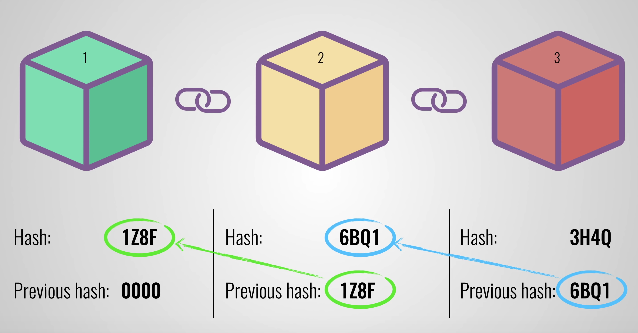 1
2
3
Hash: 1Z8F
Previous hash: 0000
Hash: 6BQ1
Previous hash: 1Z8F
Hash: 3H4Q
Previous hash: 6BQ1